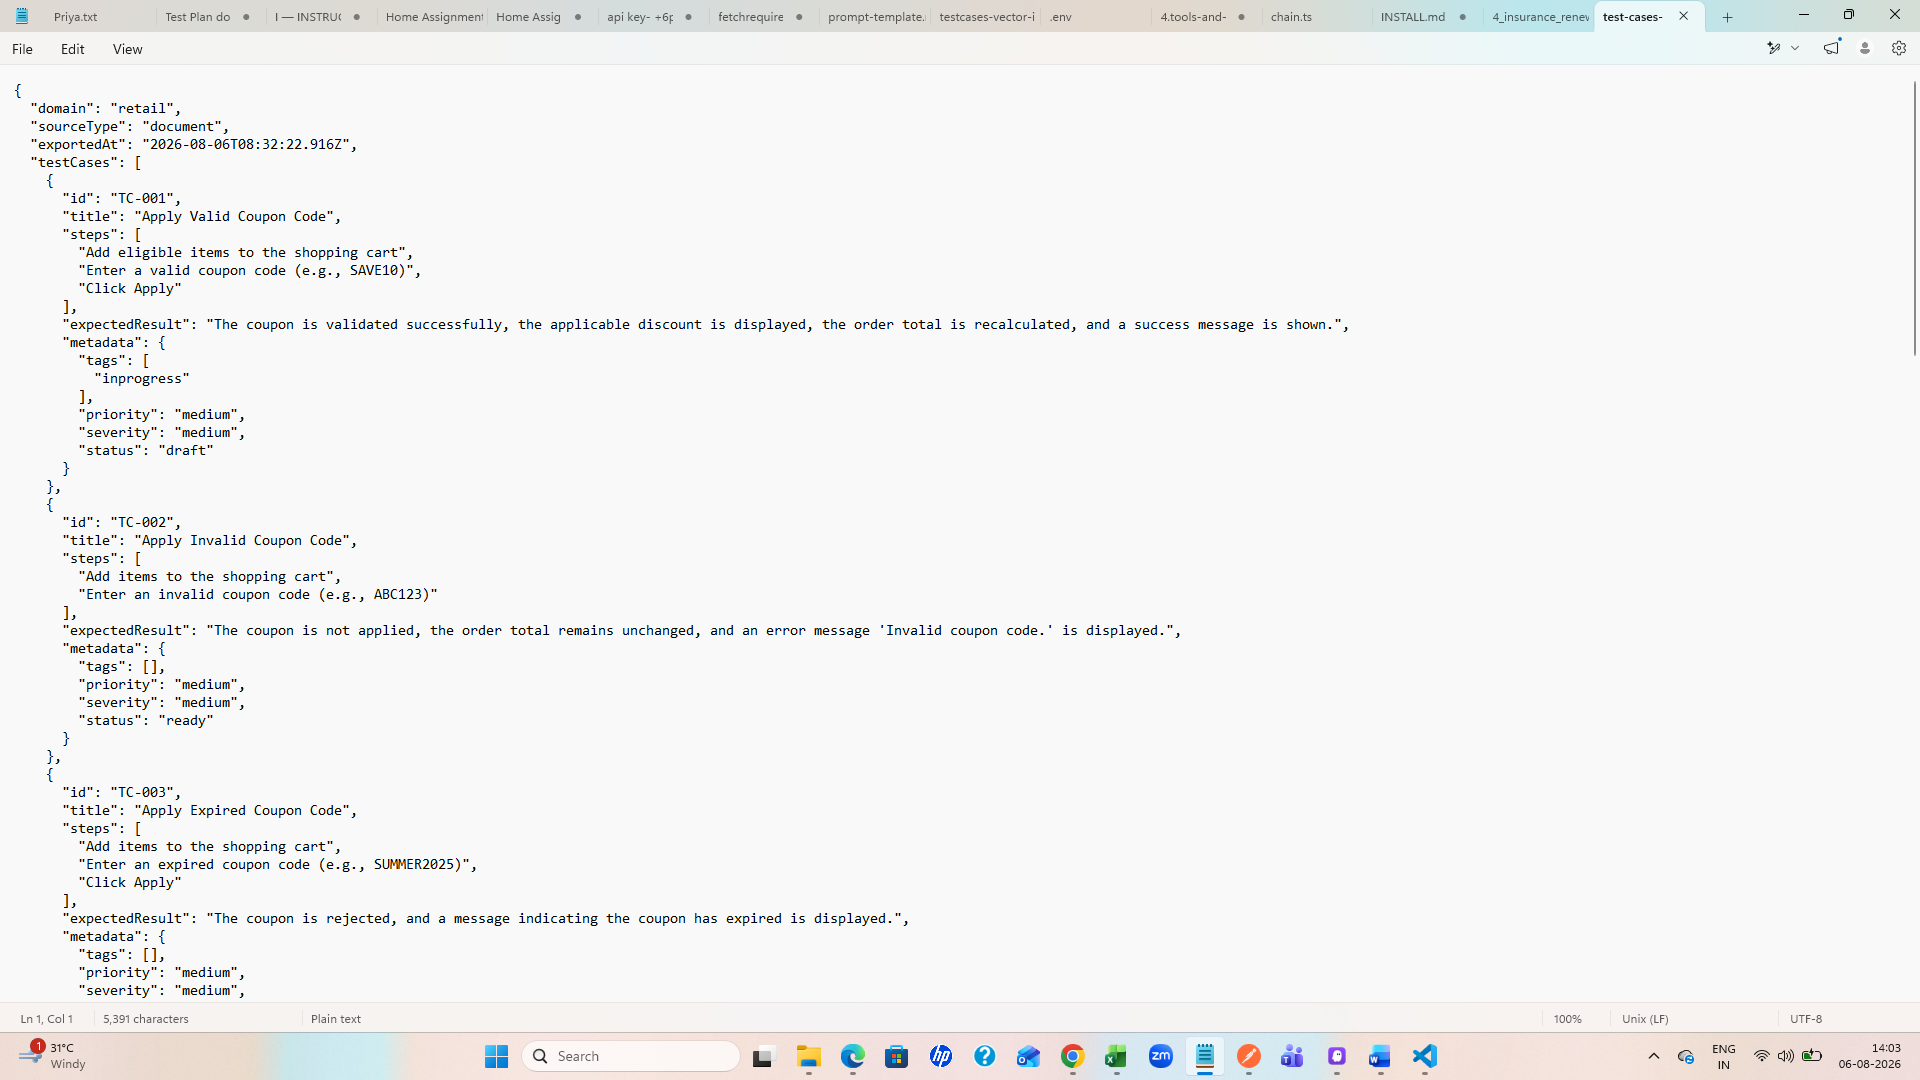 Priya.txt
Test Plan do
I — INSTRUC
Home Assignment
Home Assig
api key- +6p
fetchrequire
prompt-template.
testcases-vector-i
.env
4.tools-and-
chain.ts
INSTALL.md
4_insurance_renew
test-cases-
File Edit View
{
"domain": "retail",
"sourceType": "document",
"exportedAt": "2026-08-06T08:32:22.916Z",
"testCases": [
{
"id": "TC-001",
"title": "Apply Valid Coupon Code",
"steps": [
"Add eligible items to the shopping cart",
"Enter a valid coupon code (e.g., SAVE10)",
"Click Apply"
],
"expectedResult": "The coupon is validated successfully, the applicable discount is displayed, the order total is recalculated, and a success message is shown.",
"metadata": {
"tags": [
"inprogress"
],
"priority": "medium",
"severity": "medium",
"status": "draft"
}
},
{
"id": "TC-002",
"title": "Apply Invalid Coupon Code",
"steps": [
"Add items to the shopping cart",
"Enter an invalid coupon code (e.g., ABC123)"
],
"expectedResult": "The coupon is not applied, the order total remains unchanged, and an error message 'Invalid coupon code.' is displayed.",
"metadata": {
"tags": [],
"priority": "medium",
"severity": "medium",
"status": "ready"
}
},
{
"id": "TC-003",
"title": "Apply Expired Coupon Code",
"steps": [
"Add items to the shopping cart",
"Enter an expired coupon code (e.g., SUMMER2025)",
"Click Apply"
],
"expectedResult": "The coupon is rejected, and a message indicating the coupon has expired is displayed.",
"metadata": {
"tags": [],
"priority": "medium",
"severity": "medium",
Ln 1, Col 1
5,391 characters
Plain text
100%
Unix (LF)
UTF-8
1
31°C
Windy
Search
hp
zm
ENG
IN
14:03
06-08-2026